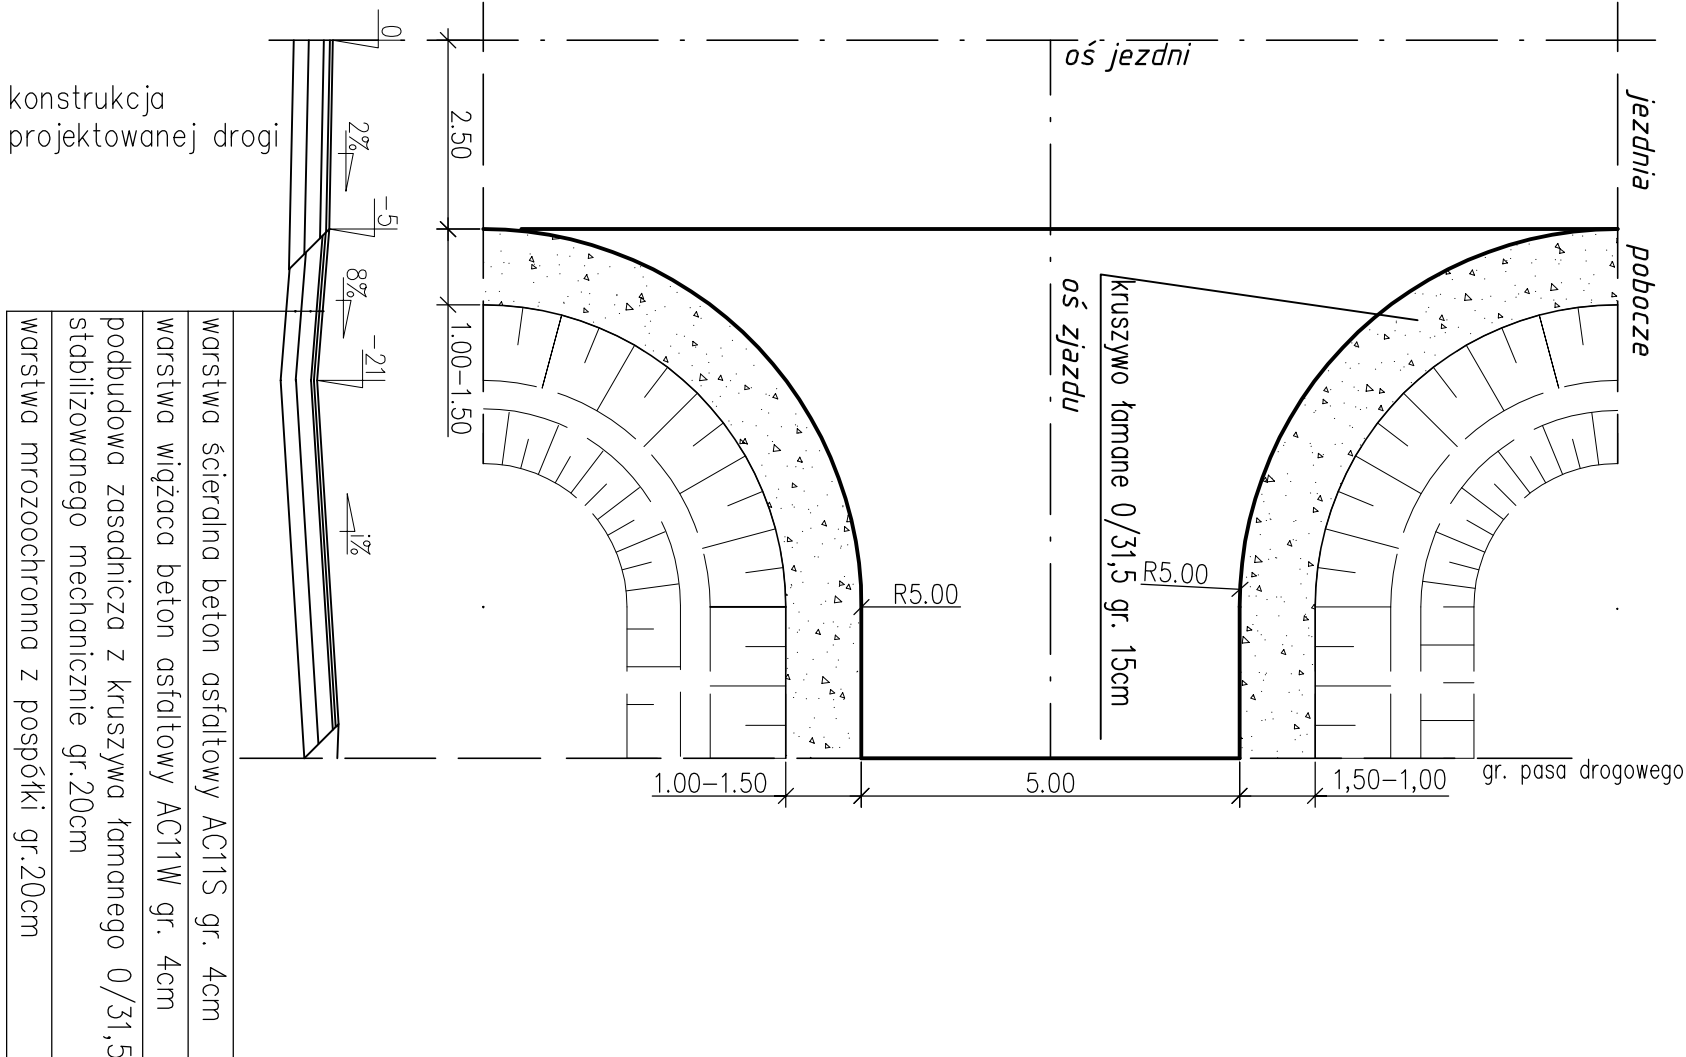 oś jezdni
jezdnia
pobocze
konstrukcja
projektowanej drogi
0
2%
-5
8%
-21
i%
2.50
1.00-1.50
oś zjazdu
kruszywo łamane 0/31,5 gr. 15cm
R5.00
R5.00
1.00-1.50
5.00
1,50-1,00
gr. pasa drogowego
warstwa ścieralna beton asfaltowy AC11S gr. 4cm
warstwa wiążąca beton asfaltowy AC11W gr. 4cm
podbudowa zasadnicza z kruszywa łamanego 0/31,5
stabilizowanego mechanicznie gr.20cm
warstwa mrozoochronna z pospółki gr.20cm